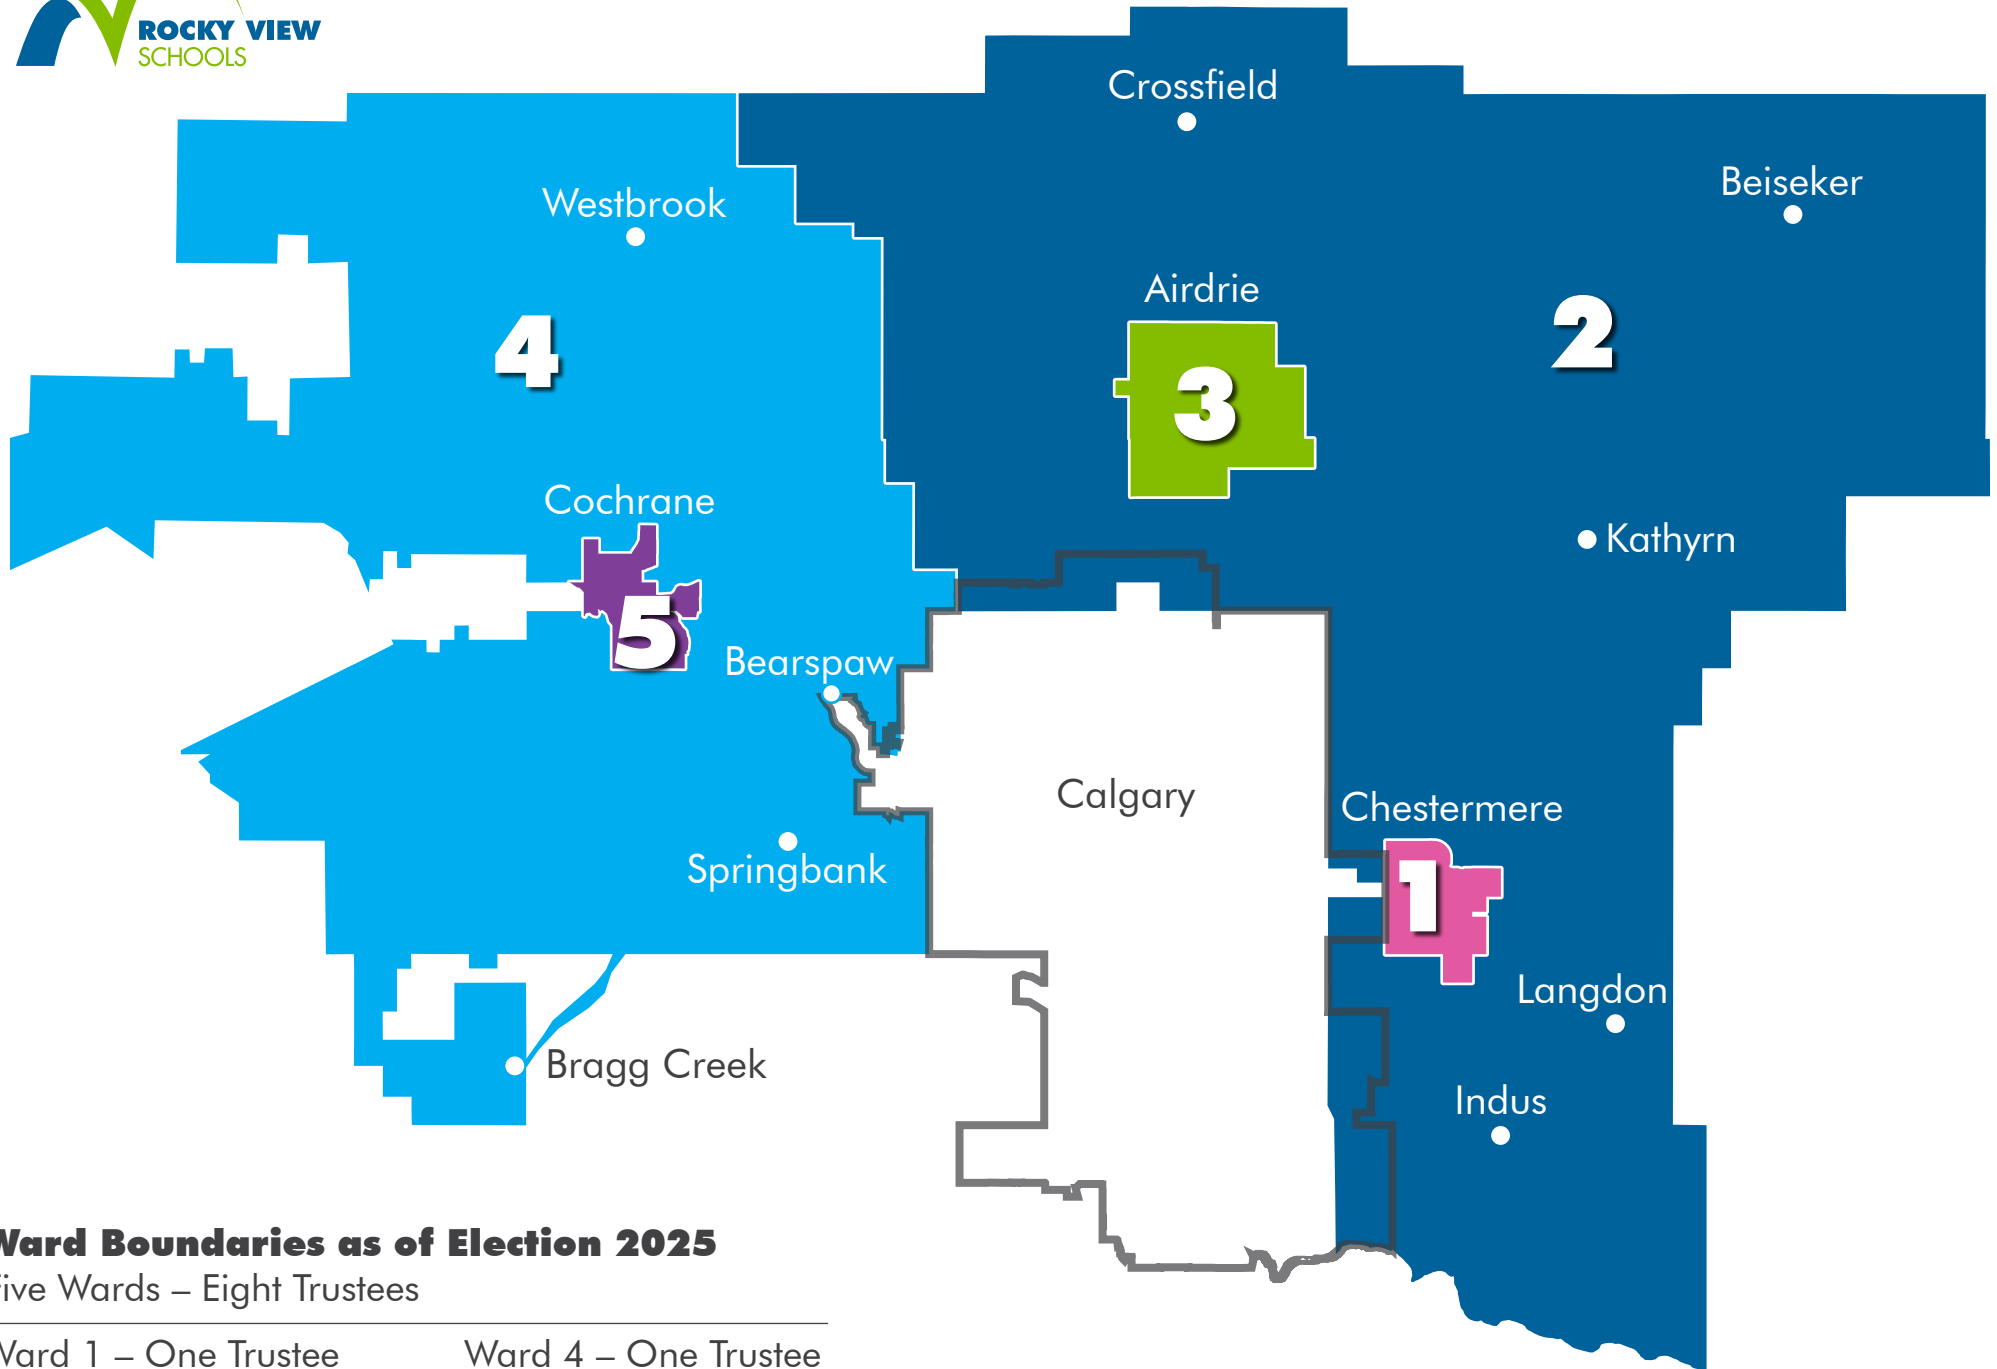 ROCKY VIEW
SCHOOLS
Crossfield
Beiseker
Westbrook
Airdrie
4
2
3
Cochrane
Kathyrn
5
Bearspaw
Calgary
Chestermere
Springbank
1
Langdon
Bragg Creek
Indus
Ward Boundaries as of Election 2025
Five Wards – Eight Trustees
Ward 1 – One Trustee
Ward 4 – One Trustee